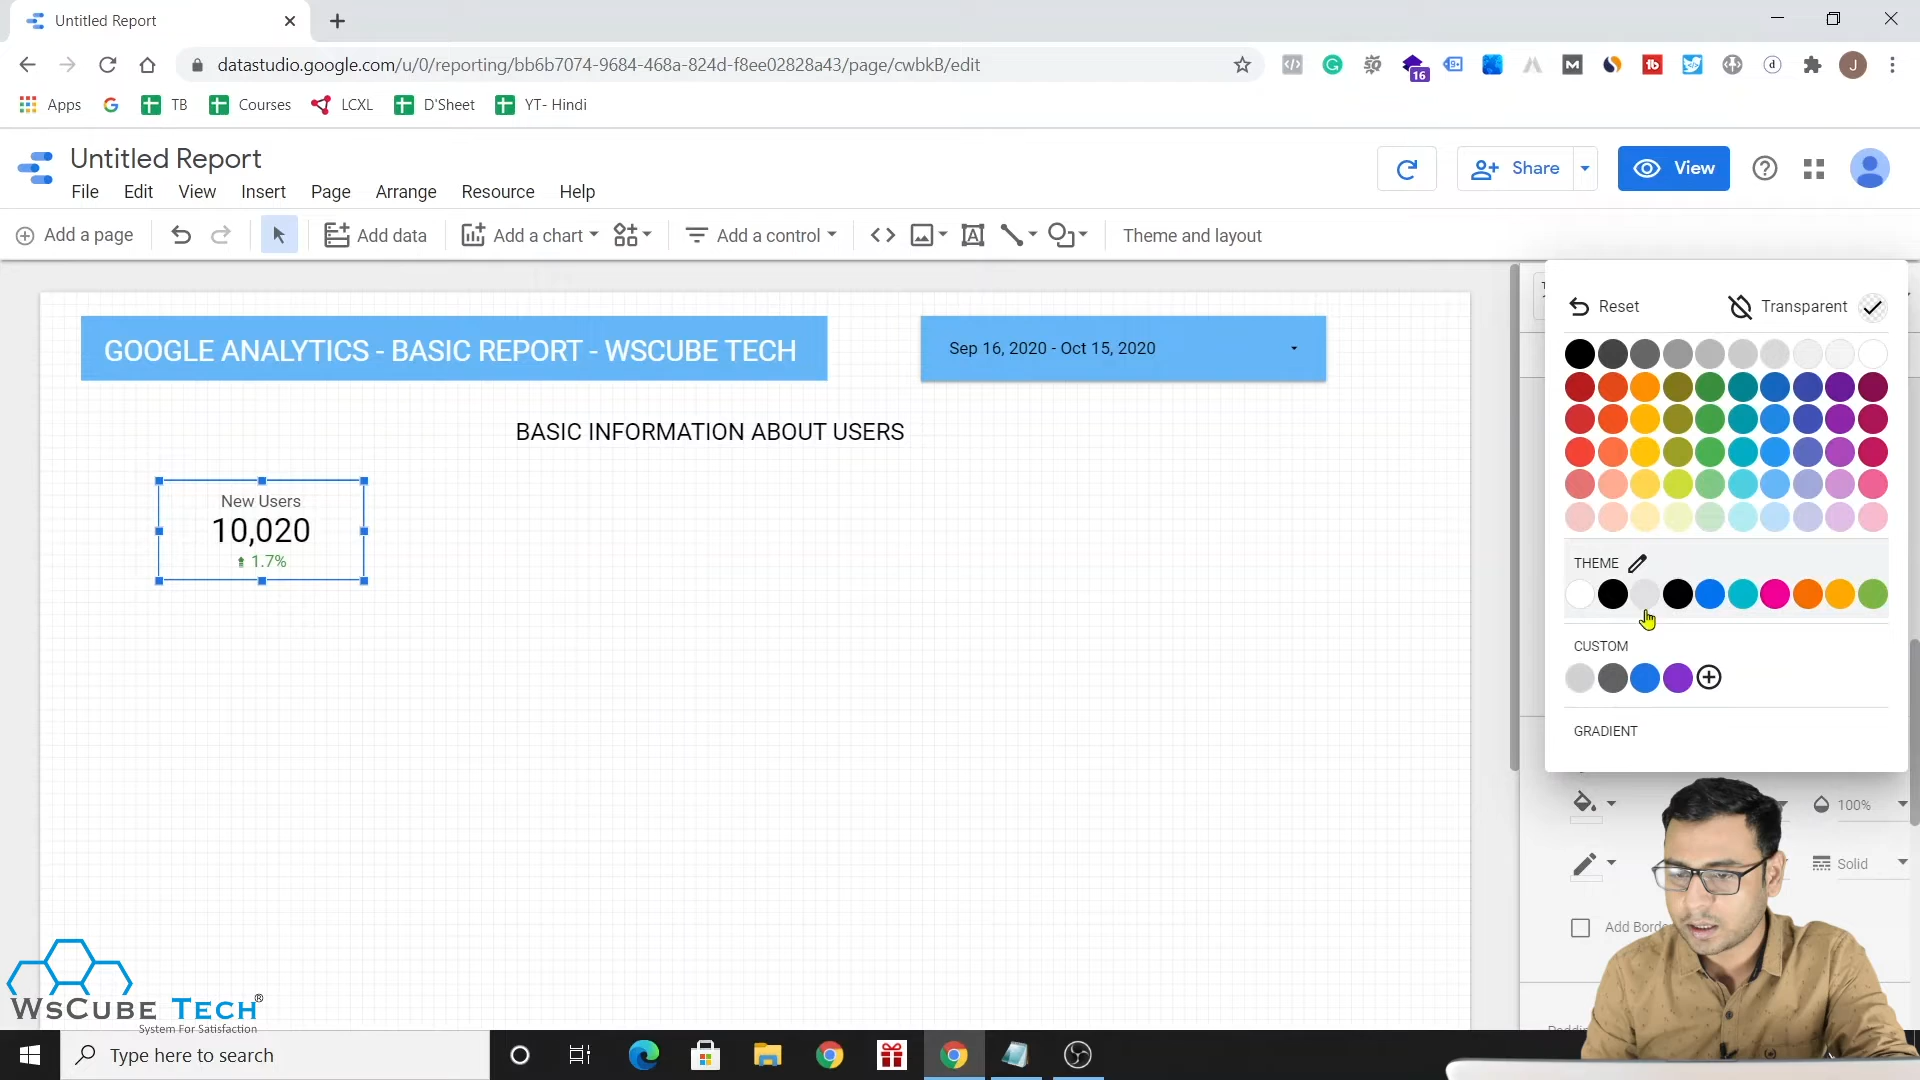 Untitled Report
datastudio.google.com/u/0/reporting/bb6b7074-9684-468a-824d-f8ee02828a43/page/cwbkB/edit
16
J
Apps
TB
Courses
LCXL
D'Sheet
YT- Hindi
Untitled Report
Share
View
File Edit View Insert Page Arrange Resource Help
Add a page
Add data
Add a chart
Add a control
Theme and layout
GOOGLE ANALYTICS - BASIC REPORT - WSCUBE TECH
Sep 16, 2020 - Oct 15, 2020
BASIC INFORMATION ABOUT USERS
New Users
10,020
1.7%
Reset
Transparent
THEME
CUSTOM
GRADIENT
100%
Solid
WSCUBE TECH®
System For Satisfaction
Type here to search